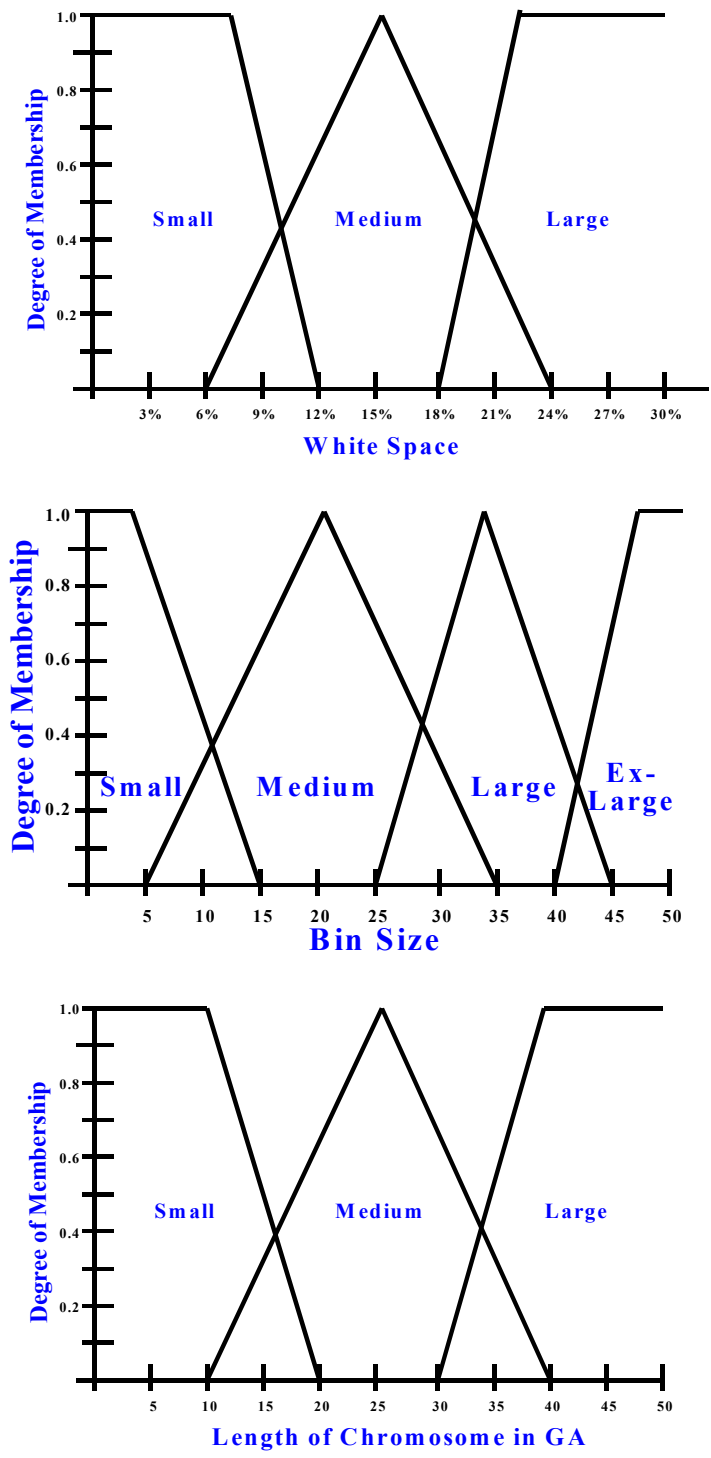 Degree of Membership
1.0
0.8
0.6
0.4
0.2
Small Medium Large
3% 6% 9% 12% 15% 18% 21% 24% 27% 30%
White Space
Degree of Membership
1.0
0.8
0.6
0.4
0.2
Small Medium Large Ex-
Large
5 10 15 20 25 30 35 40 45 50
Bin Size
Degree of Membership
1.0
0.8
0.6
0.4
0.2
Small Medium Large
5 10 15 20 25 30 35 40 45 50
Length of Chromosome in GA